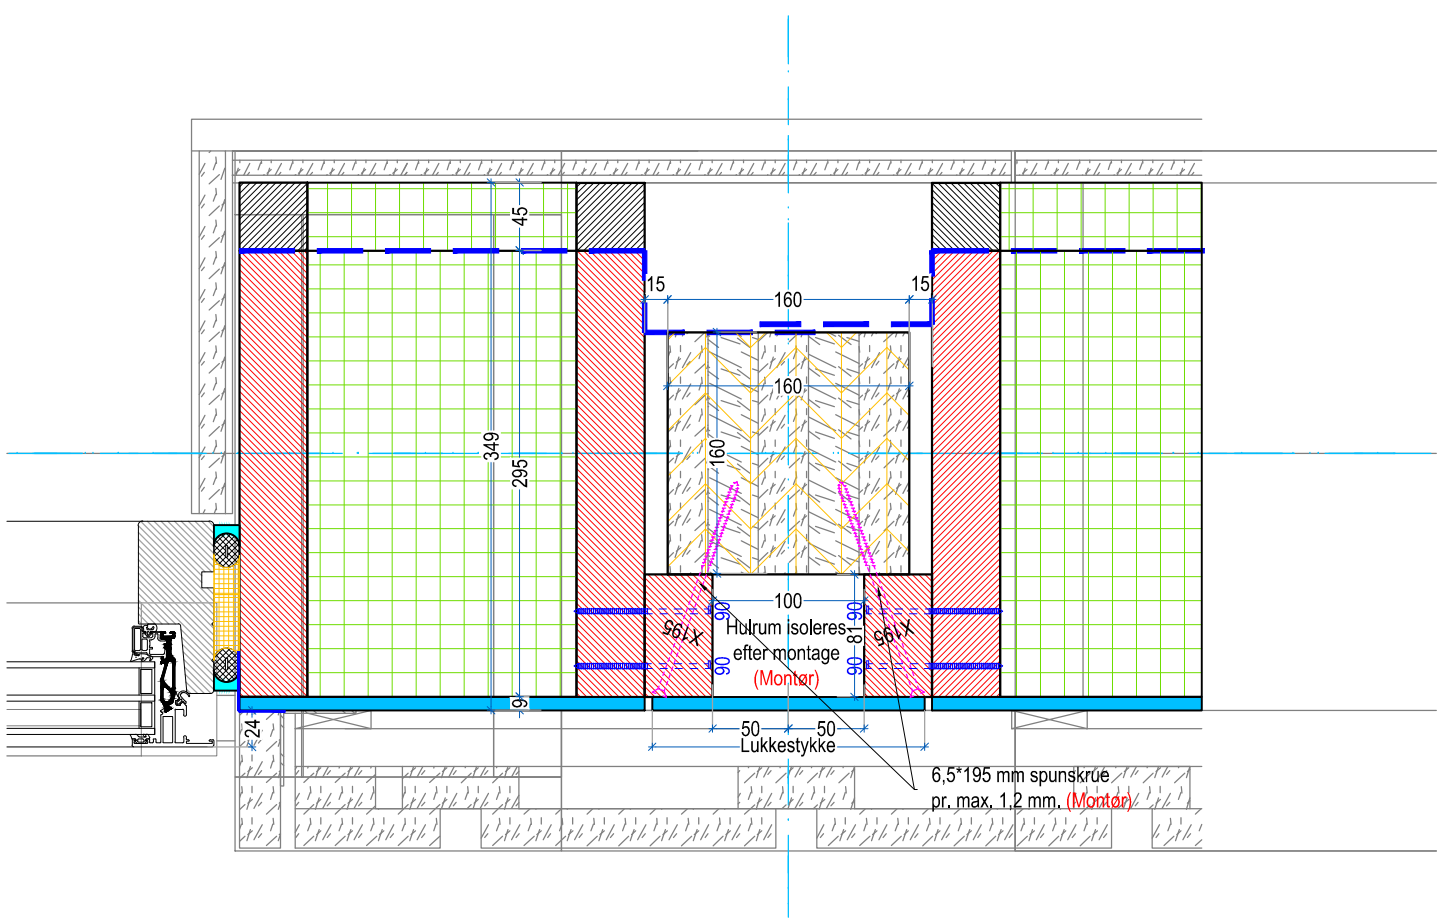 45
15
160
15
160
349
295
160
100
90
90
X195
X195
Hulrum isoleres
efter montage
(Montør)
81
90
90
9
24
50
50
Lukkestykke
6,5*195 mm spunskrue
pr. max. 1,2 mm. (Montør)